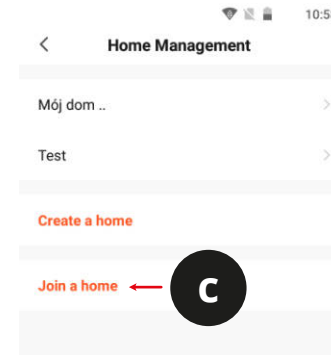 10:5
Home Management
Mój dom ..
Test
Create a home
Join a home
C